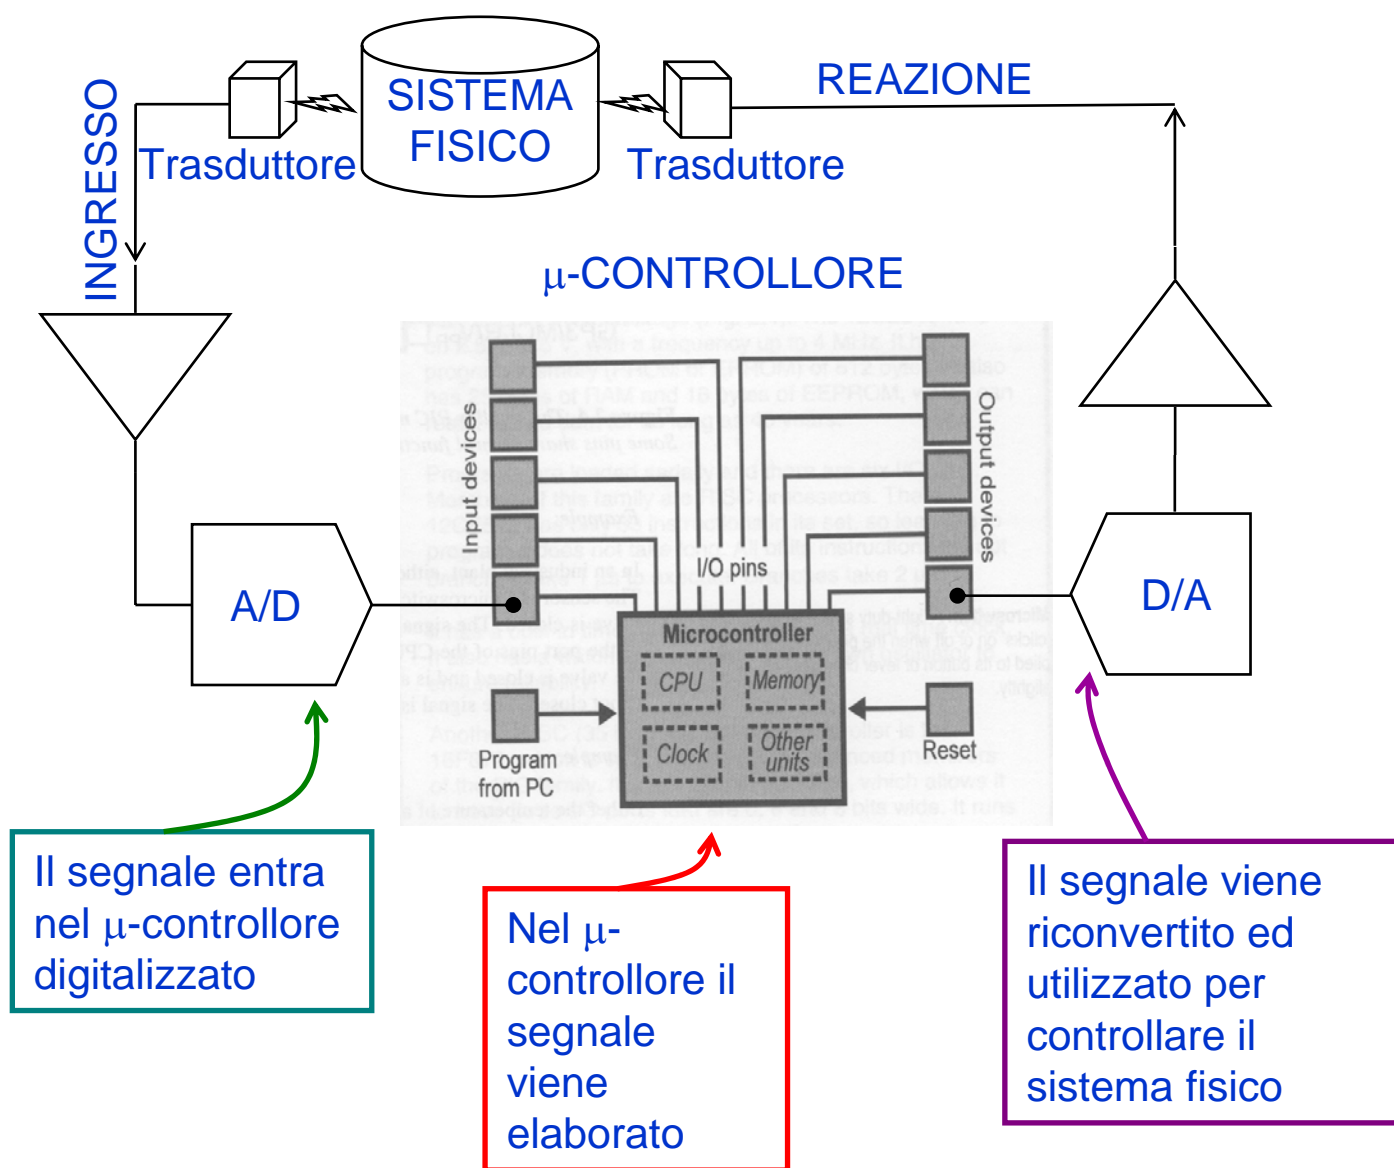 SISTEMA
FISICO
REAZIONE
INGRESSO
Trasduttore
Trasduttore
μ-CONTROLLORE
Input devices
Output devices
I/O pins
A/D
D/A
Microcontroller
CPU
Memory
Clock
Other
units
Program
from PC
Reset
Il segnale entra
nel μ-controllore
digitalizzato
Nel μ-
controllore il
segnale
viene
elaborato
Il segnale viene
riconvertito ed
utilizzato per
controllare il
sistema fisico